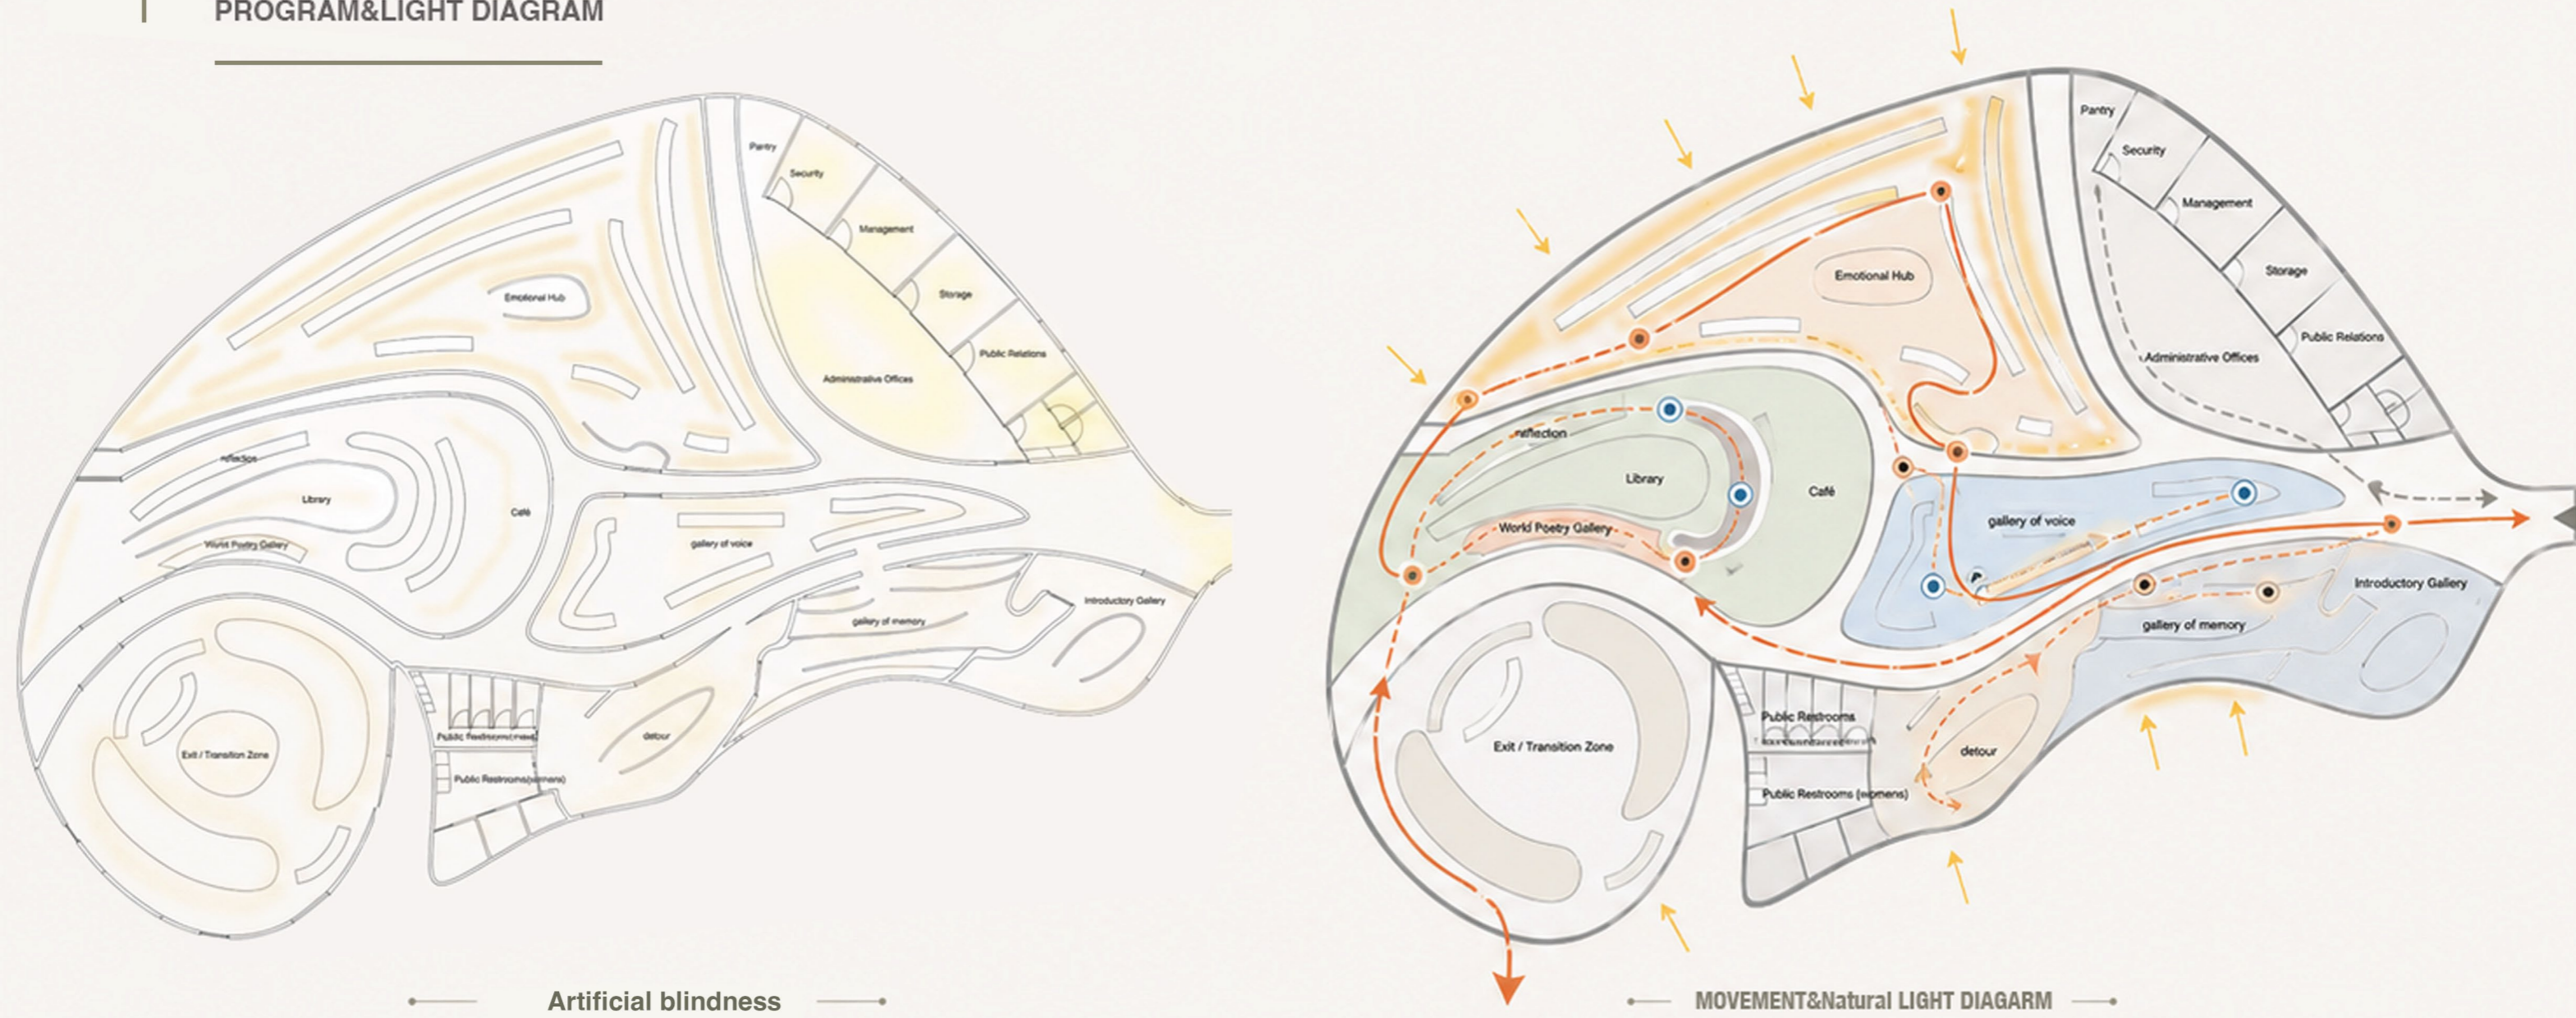 PROGRAM&LIGHT DIAGRAM
Pantry
Security
Management
Emotional Hub
Storage
Public Relations
Administrative Offices
reflection
Library
Café
World Poetry Gallery
gallery of voice
Introductory Gallery
gallery of memory
Exit / Transition Zone
detour
Public Restrooms(womens)
Artificial blindness
Pantry
Security
Management
Emotional Hub
Storage
Public Relations
Administrative Offices
reflection
Library
Café
World Poetry Gallery
gallery of voice
Introductory Gallery
gallery of memory
Public Restrooms
Exit / Transition Zone
detour
Public Restrooms (womens)
MOVEMENT&Natural LIGHT DIAGARM